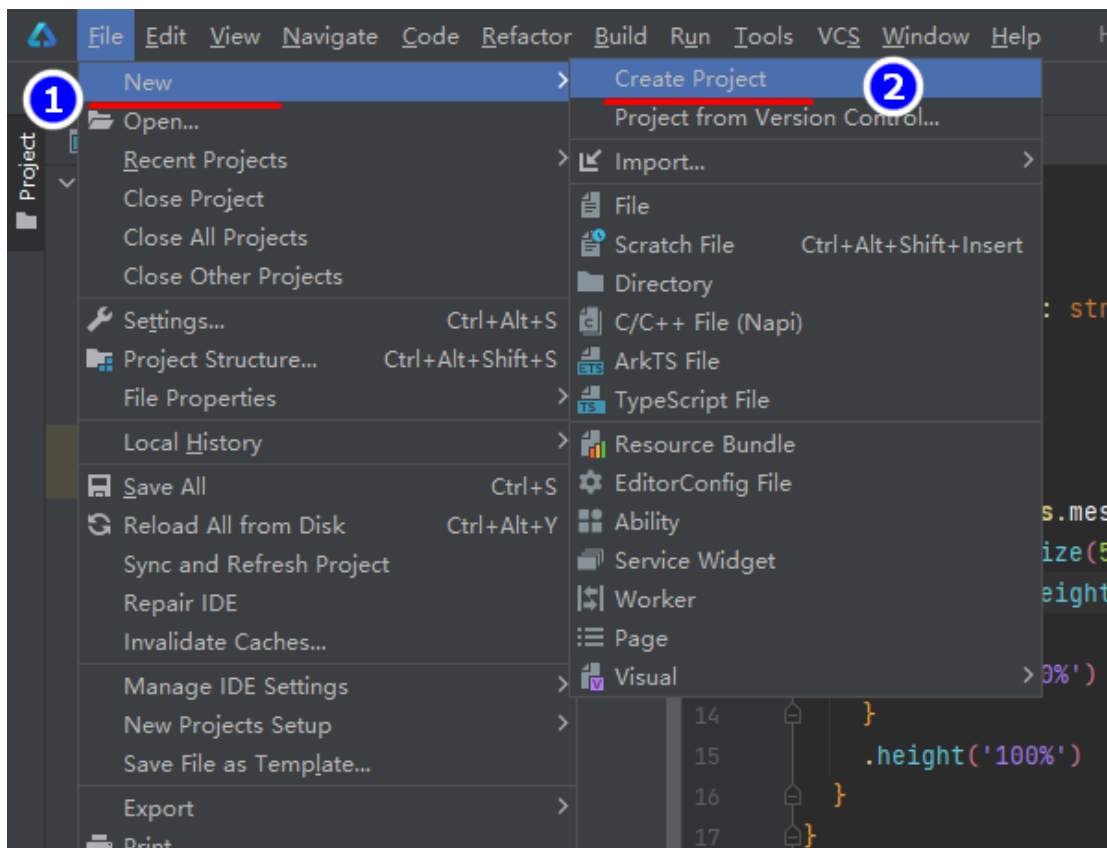 File Edit View Navigate Code Refactor Build Run Tools VCS Window Help
1
New
Open...
Recent Projects
Close Project
Close All Projects
Close Other Projects
Settings... Ctrl+Alt+S
Project Structure... Ctrl+Alt+Shift+S
File Properties
Local History
Save All Ctrl+S
Reload All from Disk Ctrl+Alt+Y
Sync and Refresh Project
Repair IDE
Invalidate Caches...
Manage IDE Settings
New Projects Setup
Save File as Template...
Export
Print
2
Create Project
Project from Version Control...
Import...
File
Scratch File Ctrl+Alt+Shift+Insert
Directory
C/C++ File (Napi)
ArkTS File
TypeScript File
Resource Bundle
EditorConfig File
Ability
Service Widget
Worker
Page
Visual
Project
: str
s.mes
ize(5
eight
0%')
14 }
15 .height('100%')
16 }
17 }